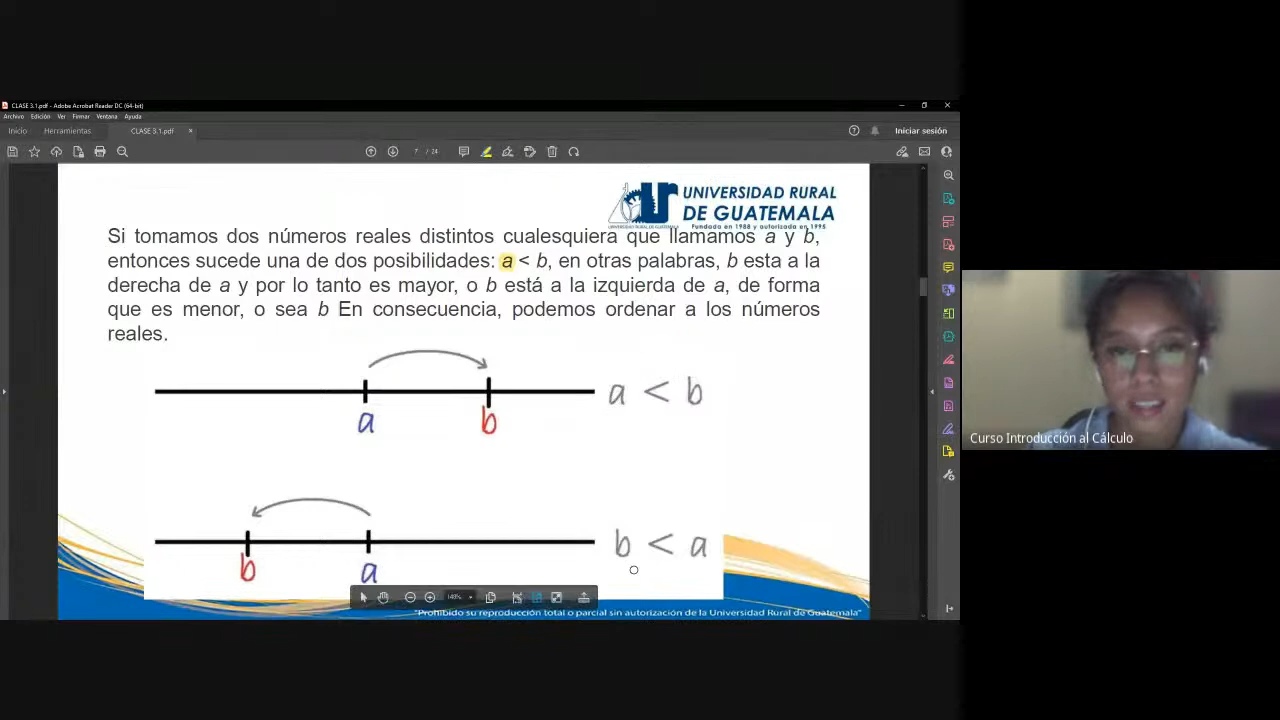 CLASE 3.1.pdf - Adobe Acrobat Reader DC (64-bit)
Archivo Edición Ver Firmar Ventana Ayuda
Inicio Herramientas CLASE 3.1.pdf × Iniciar sesión
7 / 24
UNIVERSIDAD RURAL
DE GUATEMALA
Fundada en 1988 y autorizada en 1995
Si tomamos dos números reales distintos cualesquiera que llamamos a y b,
entonces sucede una de dos posibilidades: a < b, en otras palabras, b esta a la
derecha de a y por lo tanto es mayor, o b está a la izquierda de a, de forma
que es menor, o sea b En consecuencia, podemos ordenar a los números
reales.
a < b
a b
b < a
b a
148%
"Prohibido su reproducción total o parcial sin autorización de la Universidad Rural de Guatemala"
Curso Introducción al Cálculo